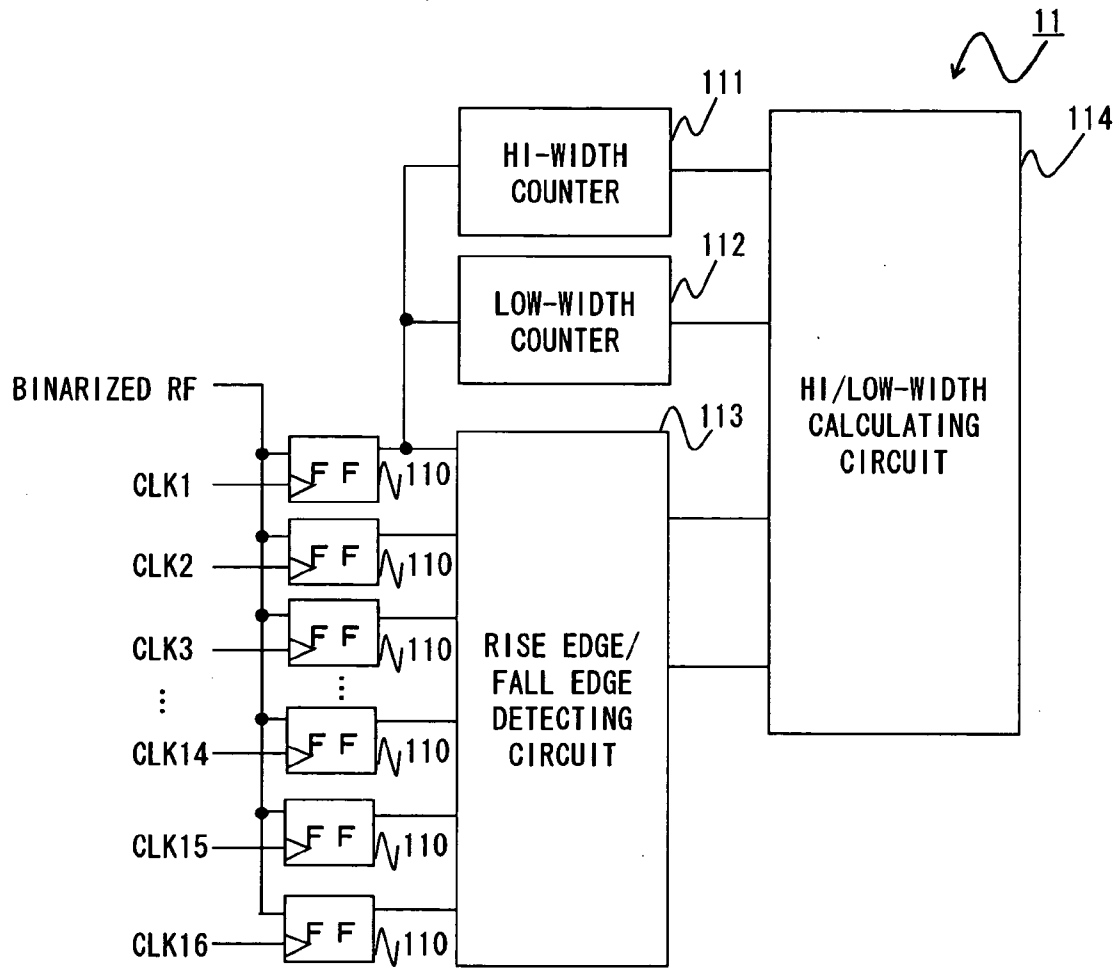 11
111
HI-WIDTH
COUNTER
114
112
LOW-WIDTH
COUNTER
BINARIZED RF
HI/LOW-WIDTH
CALCULATING
CIRCUIT
113
F F
110
CLK1
F F
110
CLK2
F F
110
CLK3
RISE EDGE/
FALL EDGE
DETECTING
CIRCUIT
⋮
⋮
F F
110
CLK14
F F
110
CLK15
F F
110
CLK16